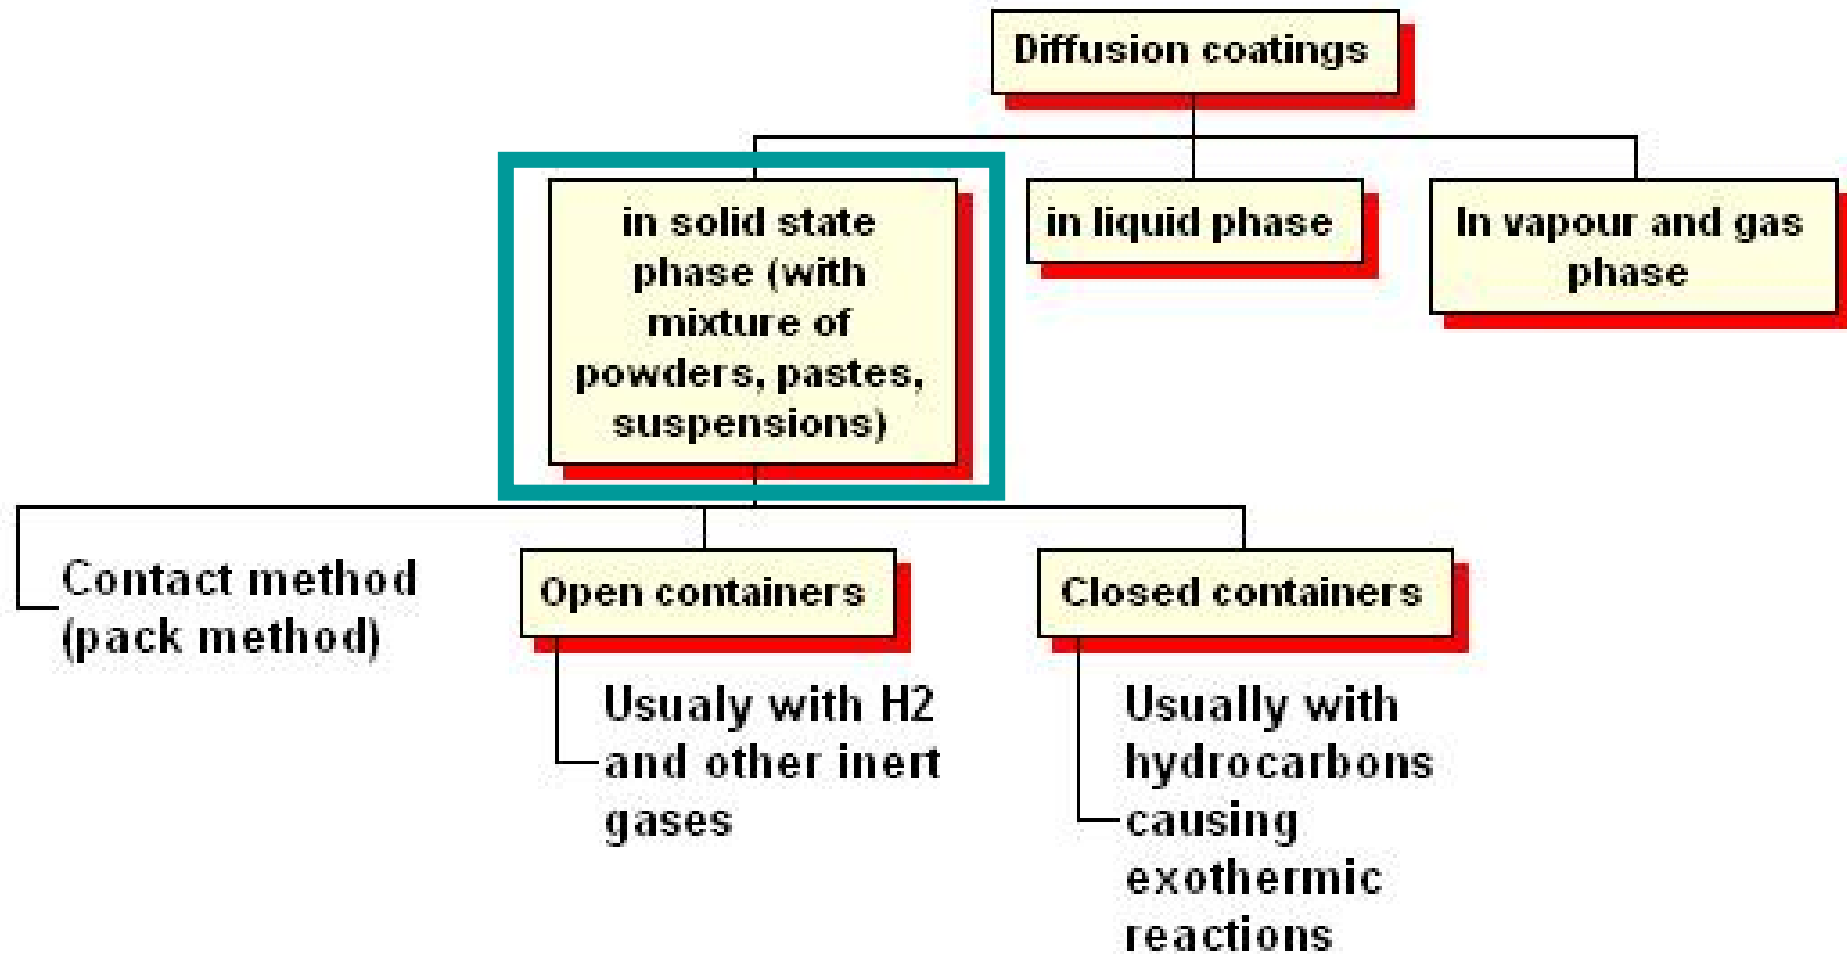 Diffusion coatings
in solid state
phase (with
mixture of
powders, pastes,
suspensions)
in liquid phase
In vapour and gas
phase
Contact method
(pack method)
Open containers
Usualy with H2
and other inert
gases
Closed containers
Usually with
hydrocarbons
causing
exothermic
reactions